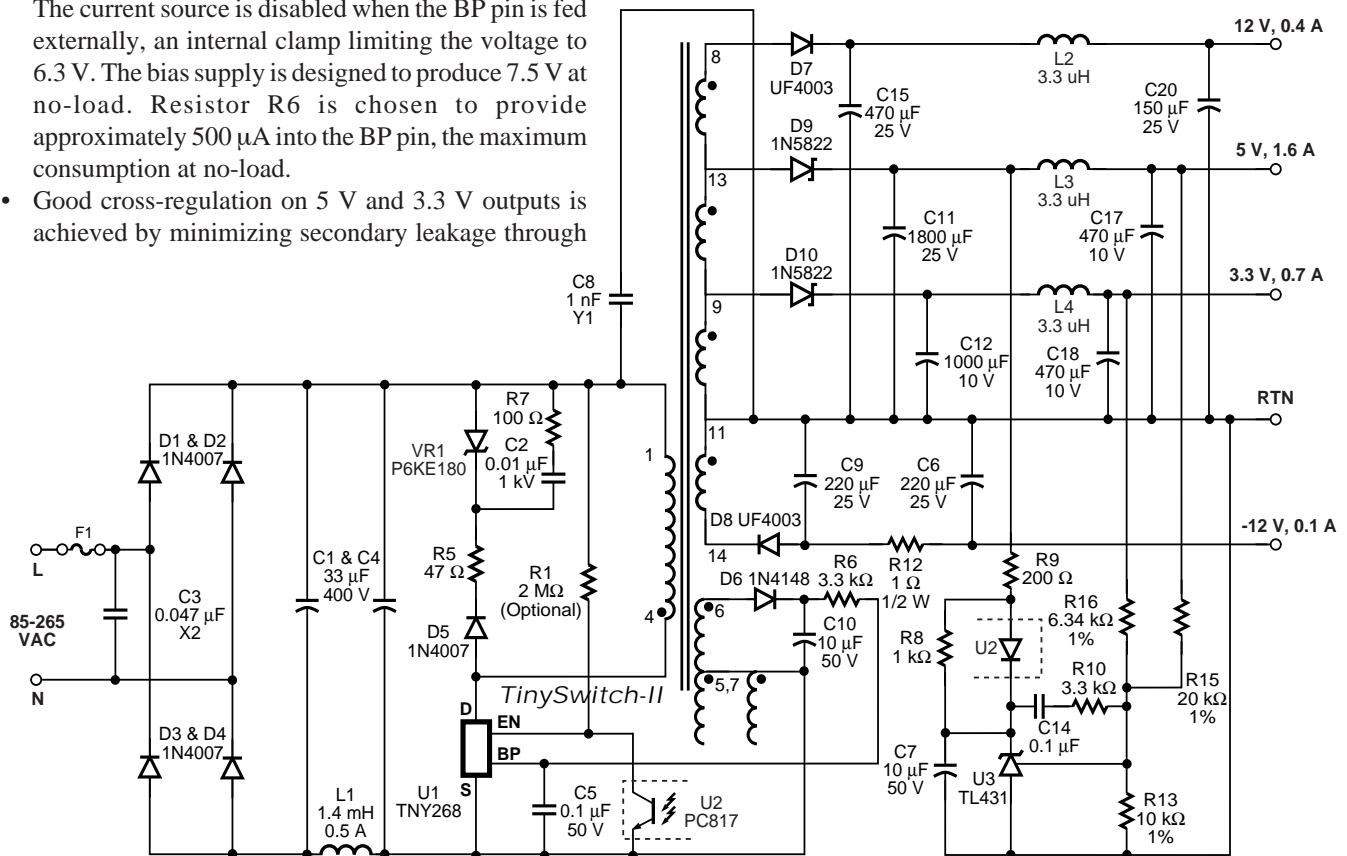 The current source is disabled when the BP pin is fed
externally, an internal clamp limiting the voltage to
6.3 V. The bias supply is designed to produce 7.5 V at
no-load. Resistor R6 is chosen to provide
approximately 500 µA into the BP pin, the maximum
consumption at no-load.
• Good cross-regulation on 5 V and 3.3 V outputs is
achieved by minimizing secondary leakage through
12 V, 0.4 A
8
D7
UF4003
L2
3.3 uH
C15
470 µF
25 V
C20
150 µF
25 V
D9
1N5822
5 V, 1.6 A
13
L3
3.3 uH
C11
1800 µF
25 V
C17
470 µF
10 V
D10
1N5822
3.3 V, 0.7 A
C8
1 nF
Y1
9
L4
3.3 uH
C12
1000 µF
10 V
C18
470 µF
10 V
RTN
11
R7
100 Ω
D1 & D2
1N4007
VR1
P6KE180
C2
0.01 µF
1 kV
1
C9
220 µF
25 V
C6
220 µF
25 V
D8 UF4003
-12 V, 0.1 A
14
F1
L
C1 & C4
33 µF
400 V
R5
47 Ω
R1
2 MΩ
(Optional)
R12
1 Ω
1/2 W
R9
200 Ω
D6 1N4148
R6
3.3 kΩ
C3
0.047 µF
X2
85-265
VAC
4
6
C10
10 µF
50 V
R16
6.34 kΩ
1%
D5
1N4007
R8
1 kΩ
U2
N
TinySwitch-II
5,7
R10
3.3 kΩ
R15
20 kΩ
1%
D
EN
BP
S
C14
0.1 µF
D3 & D4
1N4007
C7
10 µF
50 V
U3
TL431
L1
1.4 mH
0.5 A
U1
TNY268
C5
0.1 µF
50 V
U2
PC817
R13
10 kΩ
1%